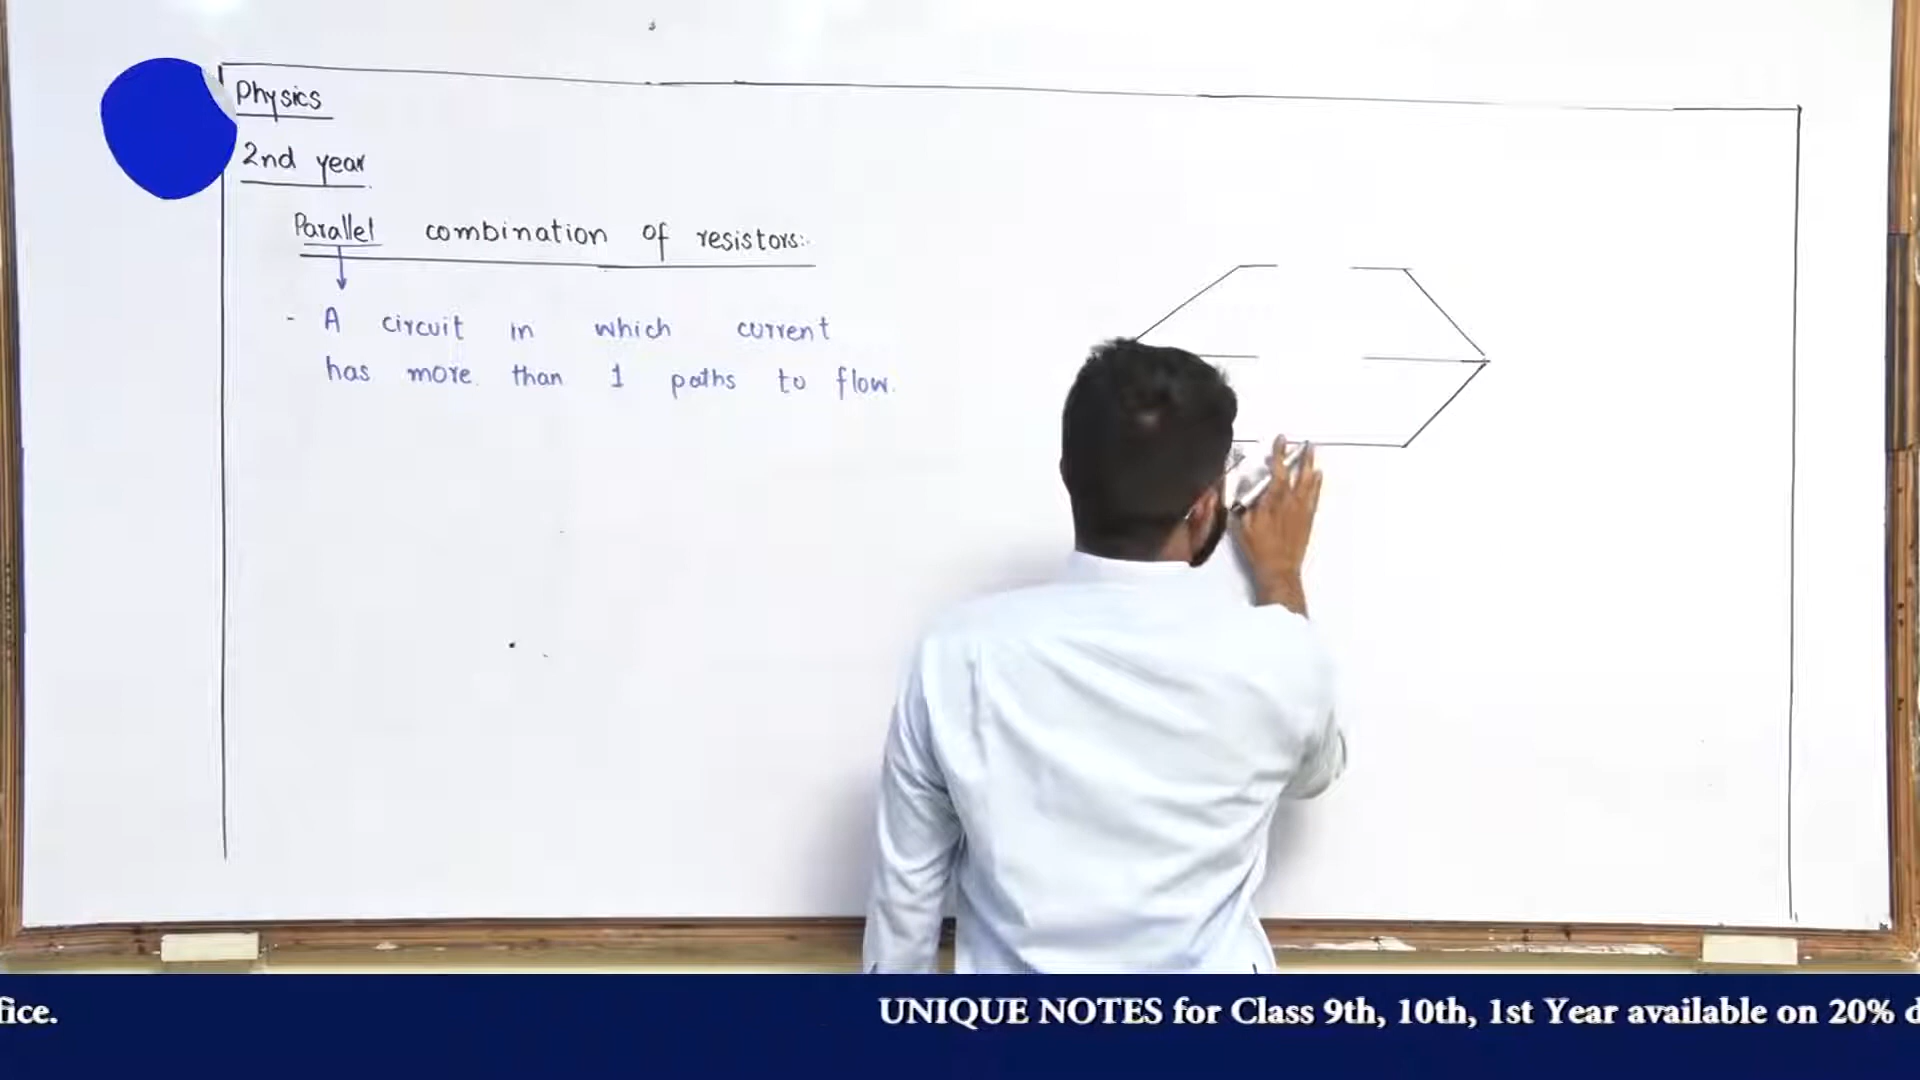 Physics
2nd year
Parallel combination of resistors:-
- A circuit in which current
has more than 1 paths to flow.
fice. UNIQUE NOTES for Class 9th, 10th, 1st Year available on 20% d